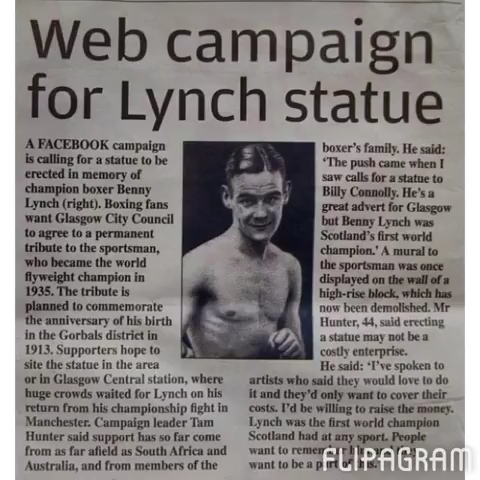 Web campaign
for Lynch statue
A FACEBOOK campaign
is calling for a statue to be
erected in memory of
champion boxer Benny
Lynch (right). Boxing fans
want Glasgow City Council
to agree to a permanent
tribute to the sportsman,
who became the world
flyweight champion in
1935. The tribute is
planned to commemorate
the anniversary of his birth
in the Gorbals district in
1913. Supporters hope to
site the statue in the area
or in Glasgow Central station, where
huge crowds waited for Lynch on his
return from his championship fight in
Manchester. Campaign leader Tam
Hunter said support has so far come
from as far afield as South Africa and
Australia, and from members of the
boxer's family. He said:
'The push came when I
saw calls for a statue to
Billy Connolly. He's a
great advert for Glasgow
but Benny Lynch was
Scotland's first world
champion.' A mural to
the sportsman was once
displayed on the wall of a
high-rise block, which has
now been demolished. Mr
Hunter, 44, said erecting
a statue may not be a
costly enterprise.
He said: 'I've spoken to
artists who said they would love to do
it and they'd only want to cover their
costs. I'd be willing to raise the money.
Lynch was the first world champion
Scotland had at any sport. People
want to remember
want to be a part of this.'
FLIPAGRAM